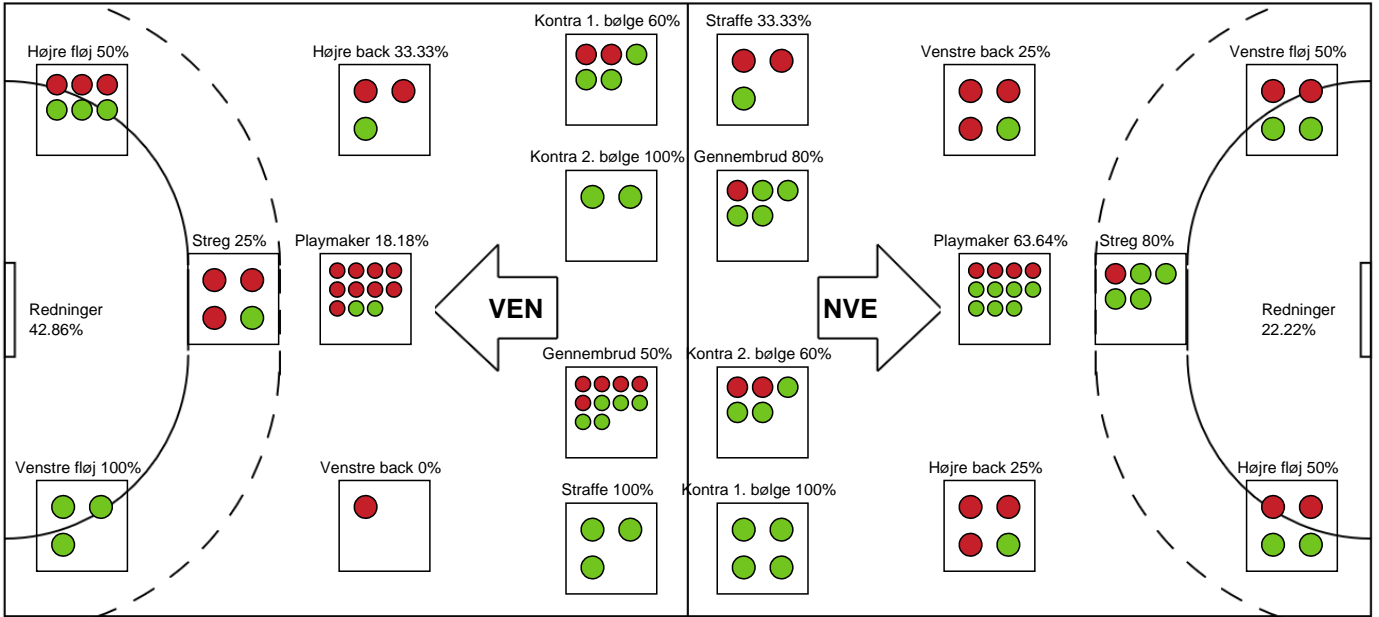 Kontra 1. bølge 60%
Straffe 33.33%
Højre fløj 50%
Højre back 33.33%
Venstre back 25%
Venstre fløj 50%
Kontra 2. bølge 100%
Gennembrud 80%
Streg 25%
Playmaker 18.18%
Playmaker 63.64%
Streg 80%
Redninger
42.86%
VEN
NVE
Redninger
22.22%
Gennembrud 50%
Kontra 2. bølge 60%
Venstre fløj 100%
Venstre back 0%
Straffe 100%
Kontra 1. bølge 100%
Højre back 25%
Højre fløj 50%